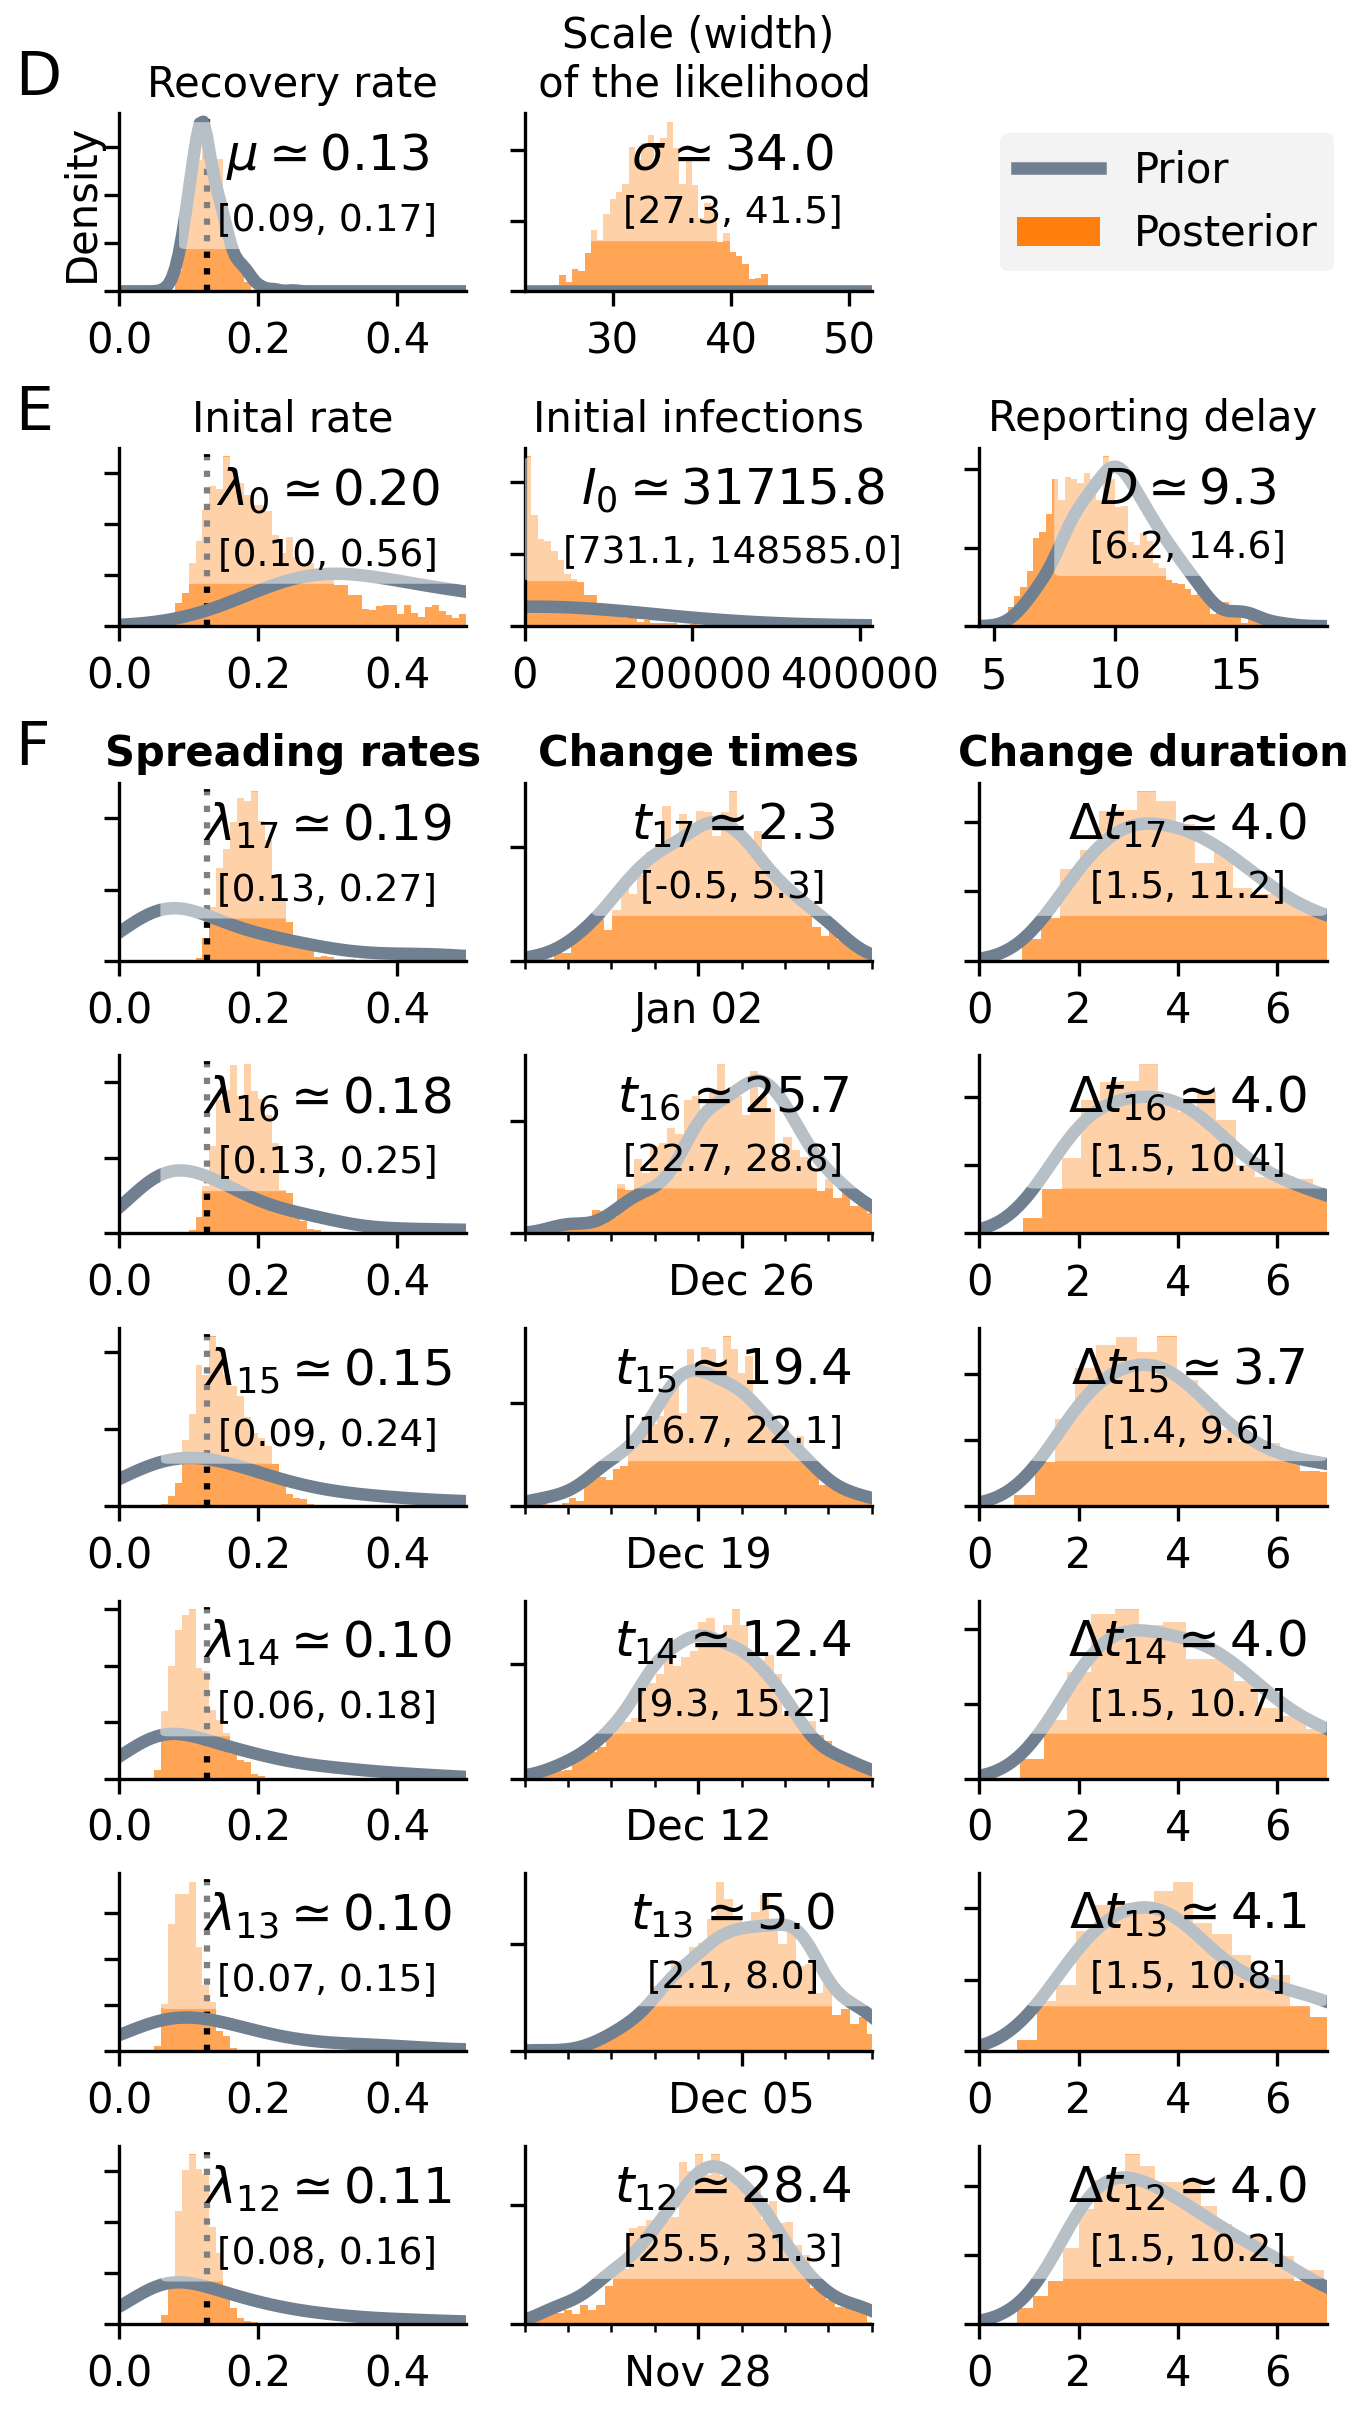 D
Recovery rate
Scale (width)
of the likelihood
Density
μ ≃ 0.13
[0.09, 0.17]
0.0 0.2 0.4
σ ≃ 34.0
[27.3, 41.5]
30 40 50
Prior
Posterior
E
Inital rate
λ0 ≃ 0.20
[0.10, 0.56]
0.0 0.2 0.4
Initial infections
I0 ≃ 31715.8
[731.1, 148585.0]
0 200000 400000
Reporting delay
D ≃ 9.3
[6.2, 14.6]
5 10 15
F
Spreading rates
Change times
Change duration
λ17 ≃ 0.19
[0.13, 0.27]
0.0 0.2 0.4
t17 ≃ 2.3
[-0.5, 5.3]
Jan 02
Δt17 ≃ 4.0
[1.5, 11.2]
0 2 4 6
λ16 ≃ 0.18
[0.13, 0.25]
0.0 0.2 0.4
t16 ≃ 25.7
[22.7, 28.8]
Dec 26
Δt16 ≃ 4.0
[1.5, 10.4]
0 2 4 6
λ15 ≃ 0.15
[0.09, 0.24]
0.0 0.2 0.4
t15 ≃ 19.4
[16.7, 22.1]
Dec 19
Δt15 ≃ 3.7
[1.4, 9.6]
0 2 4 6
λ14 ≃ 0.10
[0.06, 0.18]
0.0 0.2 0.4
t14 ≃ 12.4
[9.3, 15.2]
Dec 12
Δt14 ≃ 4.0
[1.5, 10.7]
0 2 4 6
λ13 ≃ 0.10
[0.07, 0.15]
0.0 0.2 0.4
t13 ≃ 5.0
[2.1, 8.0]
Dec 05
Δt13 ≃ 4.1
[1.5, 10.8]
0 2 4 6
λ12 ≃ 0.11
[0.08, 0.16]
0.0 0.2 0.4
t12 ≃ 28.4
[25.5, 31.3]
Nov 28
Δt12 ≃ 4.0
[1.5, 10.2]
0 2 4 6